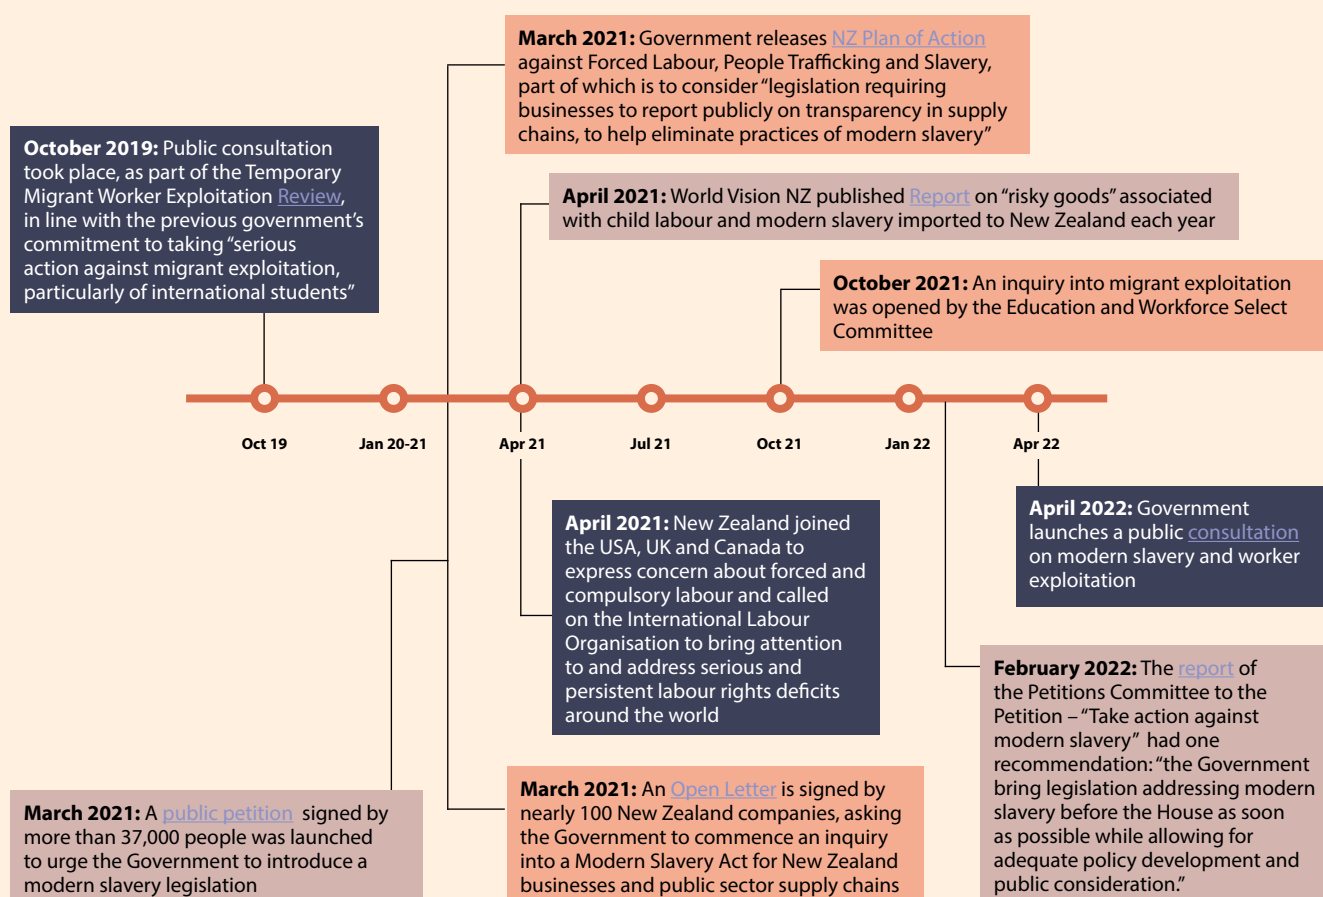 March 2021: Government releases NZ Plan of Action
against Forced Labour, People Trafficking and Slavery,
part of which is to consider “legislation requiring
businesses to report publicly on transparency in supply
chains, to help eliminate practices of modern slavery”
October 2019: Public consultation
took place, as part of the Temporary
Migrant Worker Exploitation Review,
in line with the previous government’s
commitment to taking “serious
action against migrant exploitation,
particularly of international students”
April 2021: World Vision NZ published Report on “risky goods” associated
with child labour and modern slavery imported to New Zealand each year
October 2021: An inquiry into migrant exploitation
was opened by the Education and Workforce Select
Committee
Oct 19
Jan 20-21
Apr 21
Jul 21
Oct 21
Jan 22
Apr 22
April 2021: New Zealand joined
the USA, UK and Canada to
express concern about forced and
compulsory labour and called
on the International Labour
Organisation to bring attention
to and address serious and
persistent labour rights deficits
around the world
April 2022: Government
launches a public consultation
on modern slavery and worker
exploitation
February 2022: The report of
the Petitions Committee to the
Petition – “Take action against
modern slavery” had one
recommendation: “the Government
bring legislation addressing modern
slavery before the House as soon
as possible while allowing for
adequate policy development and
public consideration.”
March 2021: A public petition signed by
more than 37,000 people was launched
to urge the Government to introduce a
modern slavery legislation
March 2021: An Open Letter is signed by
nearly 100 New Zealand companies, asking
the Government to commence an inquiry
into a Modern Slavery Act for New Zealand
businesses and public sector supply chains